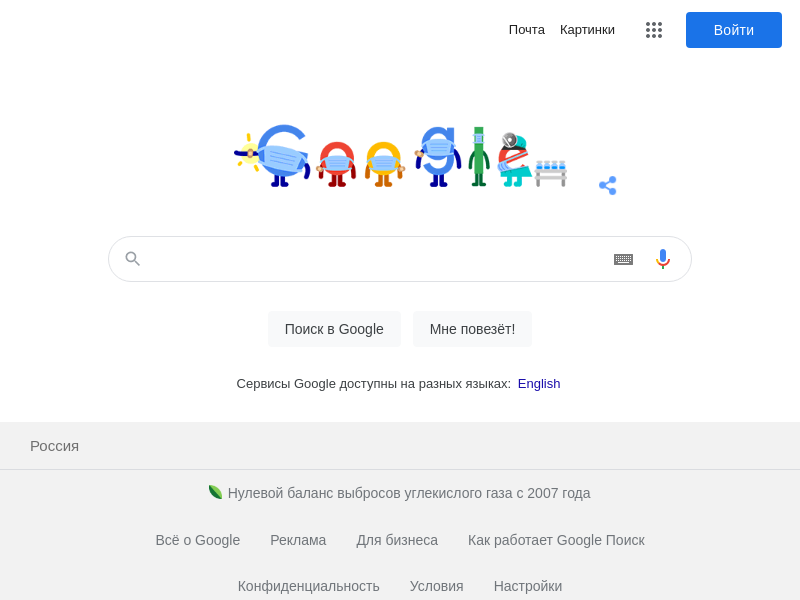 Почта Картинки Войти
Google
Поиск в Google Мне повезёт!
Сервисы Google доступны на разных языках: English
Россия
Нулевой баланс выбросов углекислого газа с 2007 года
Всё о Google Реклама Для бизнеса Как работает Google Поиск
Конфиденциальность Условия Настройки